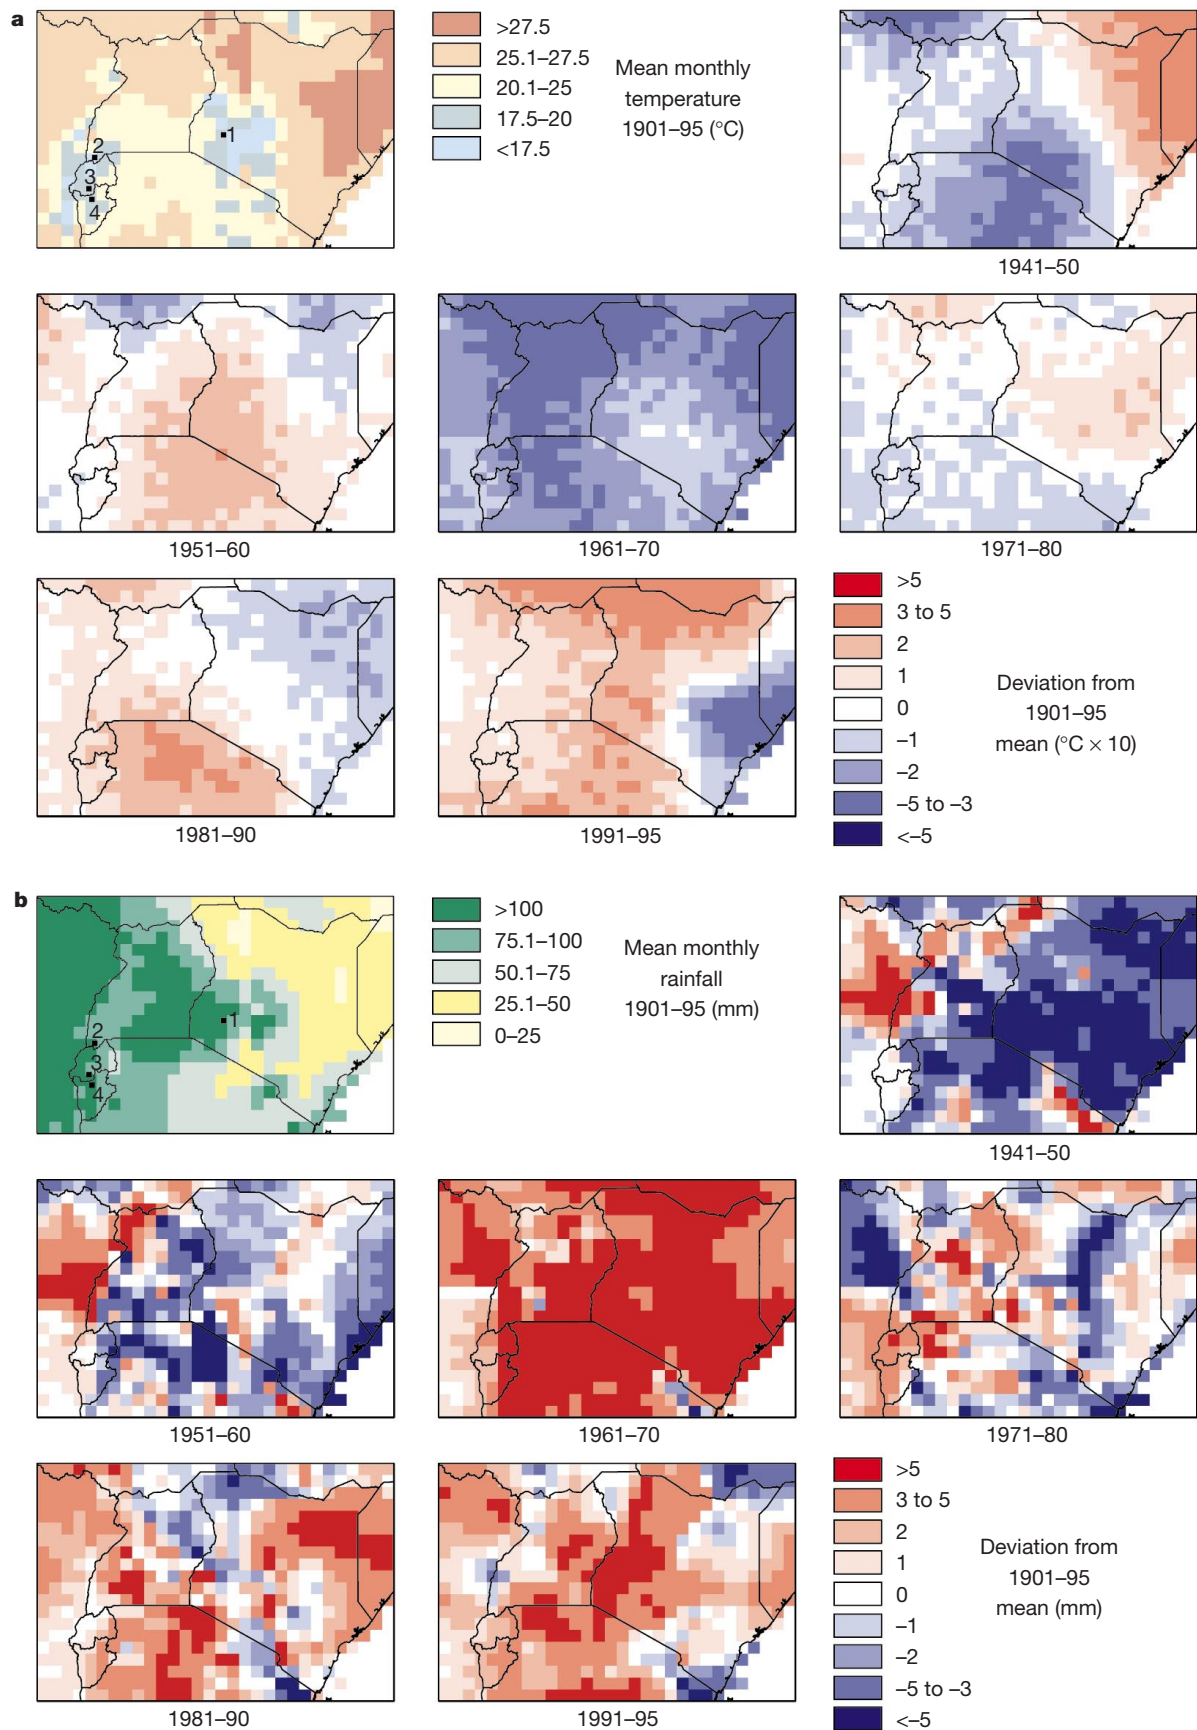 a
>27.5
25.1–27.5
20.1–25
17.5–20
<17.5
Mean monthly
temperature
1901–95 (°C)
1
2
3
4
1941–50
1951–60
1961–70
1971–80
1981–90
1991–95
>5
3 to 5
2
1
0
–1
–2
–5 to –3
<–5
Deviation from
1901–95
mean (°C × 10)
b
>100
75.1–100
50.1–75
25.1–50
0–25
Mean monthly
rainfall
1901–95 (mm)
1
2
3
4
1941–50
1951–60
1961–70
1971–80
1981–90
1991–95
>5
3 to 5
2
1
0
–1
–2
–5 to –3
<–5
Deviation from
1901–95
mean (mm)